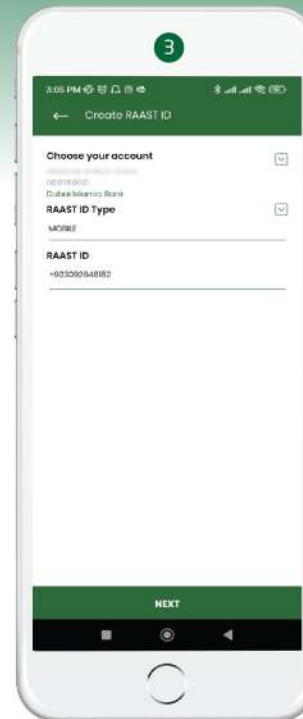 3
3:05 PM
Create RAAST ID
Choose your account
Dubai Islamic Bank
RAAST ID Type
MOBILE
RAAST ID
+923092648182
NEXT